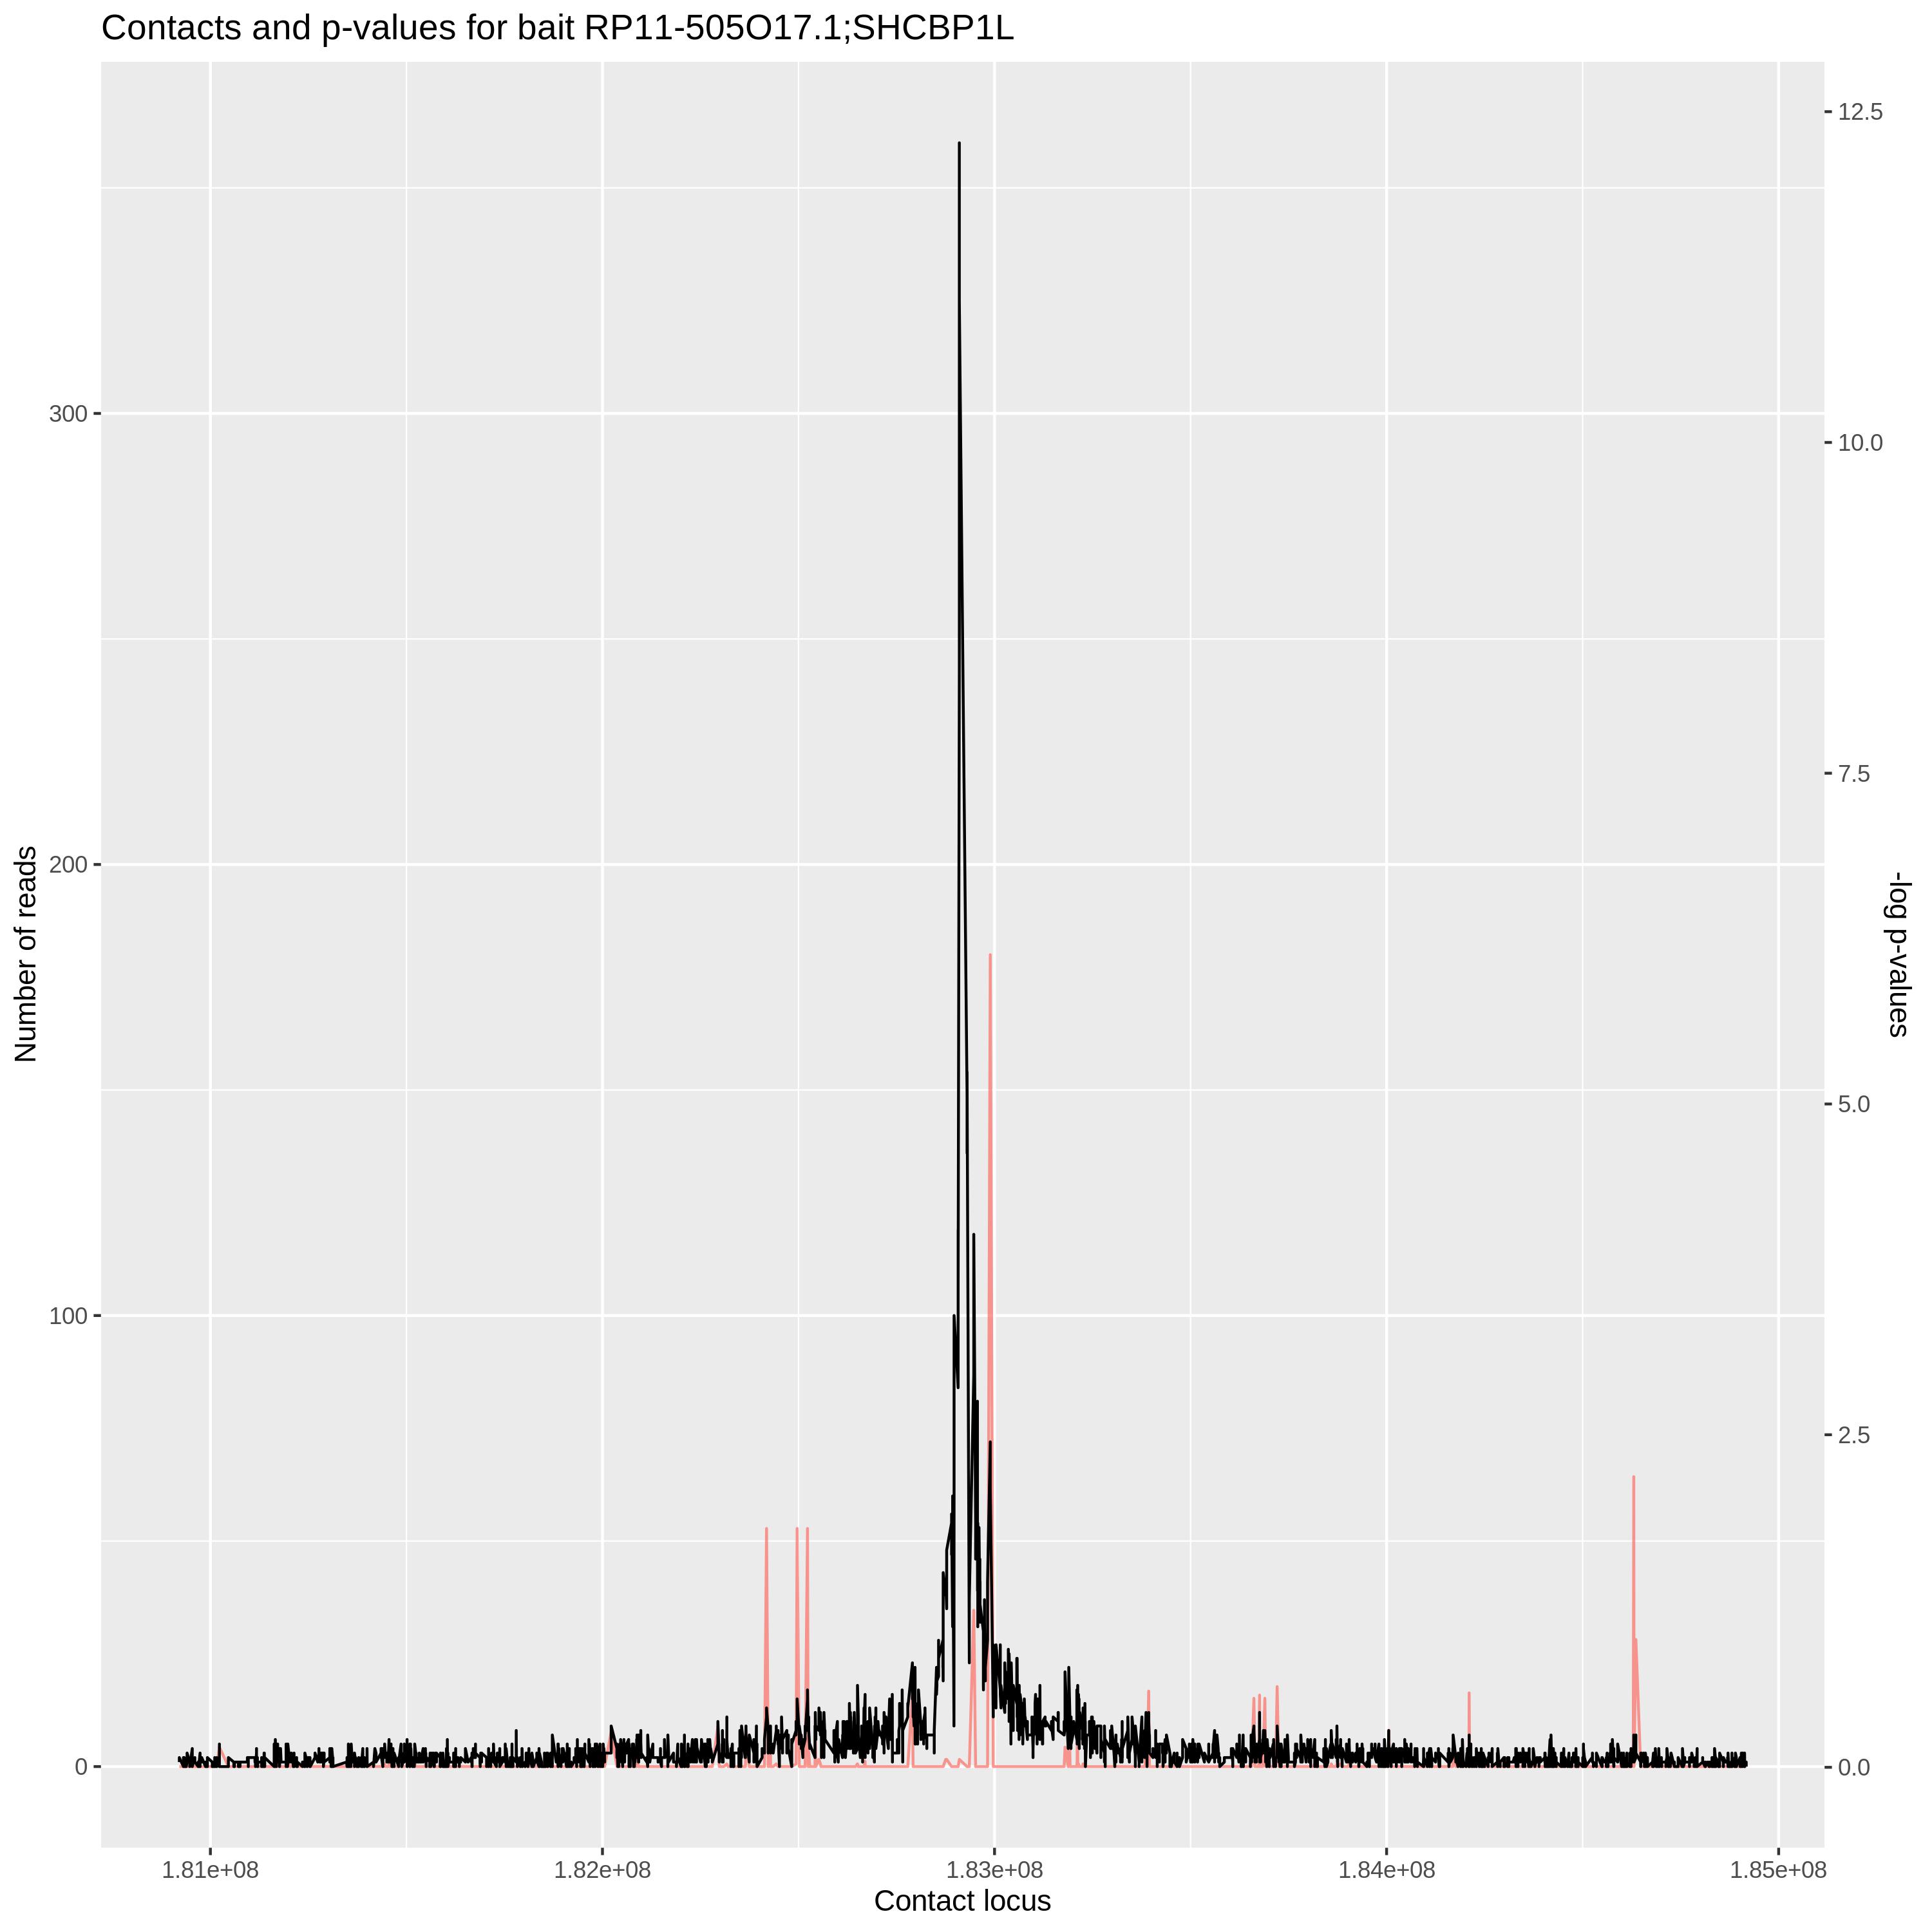 Contacts and p-values for bait RP11-505O17.1;SHCBP1L
Number of reads
300
200
100
0
12.5
10.0
7.5
5.0
2.5
0.0
-log p-values
1.81e+08
1.82e+08
1.83e+08
1.84e+08
1.85e+08
Contact locus